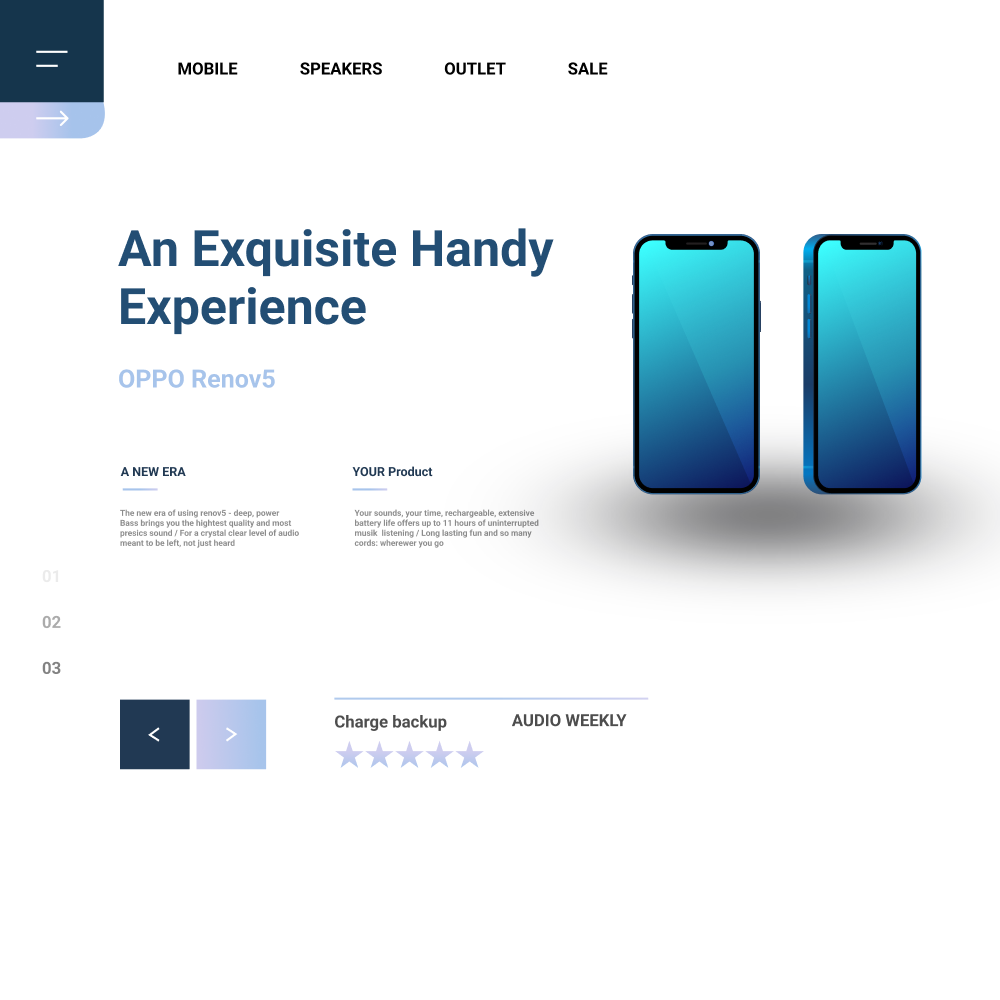 MOBILE SPEAKERS OUTLET SALE
An Exquisite Handy
Experience
OPPO Renov5
A NEW ERA
The new era of using renov5 - deep, power
Bass brings you the hightest quality and most
presics sound / For a crystal clear level of audio
meant to be left, not just heard
YOUR Product
Your sounds, your time, rechargeable, extensive
battery life offers up to 11 hours of uninterrupted
musik  listening / Long lasting fun and so many
cords: wherewer you go
01
02
03
< >
Charge backup
AUDIO WEEKLY